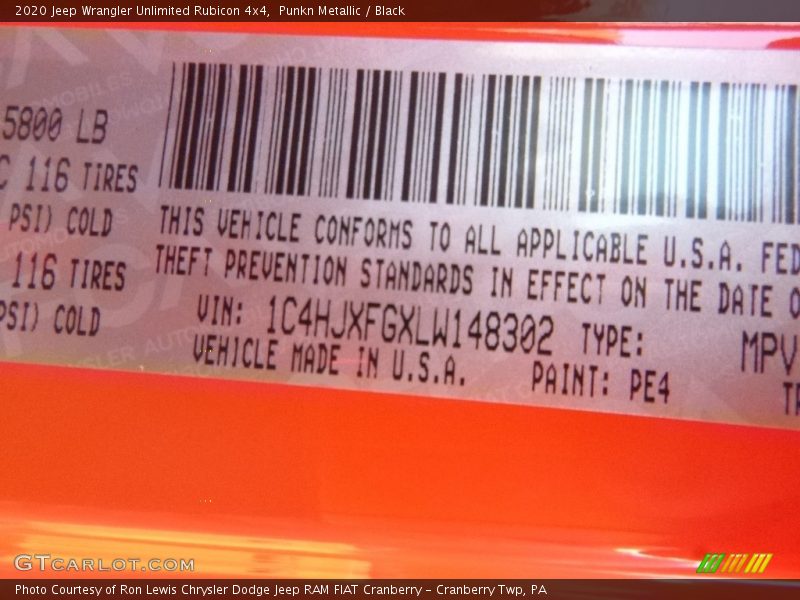 2020 Jeep Wrangler Unlimited Rubicon 4x4, Punkn Metallic / Black
5800 LB
C 116 TIRES
PSI) COLD
116 TIRES
PSI) COLD
THIS VEHICLE CONFORMS TO ALL APPLICABLE U.S.A. FED
THEFT PREVENTION STANDARDS IN EFFECT ON THE DATE O
VIN: 1C4HJXFGXLW148302 TYPE: MPV
VEHICLE MADE IN U.S.A. PAINT: PE4 TR
GTCARLOT.COM
Photo Courtesy of Ron Lewis Chrysler Dodge Jeep RAM FIAT Cranberry – Cranberry Twp, PA